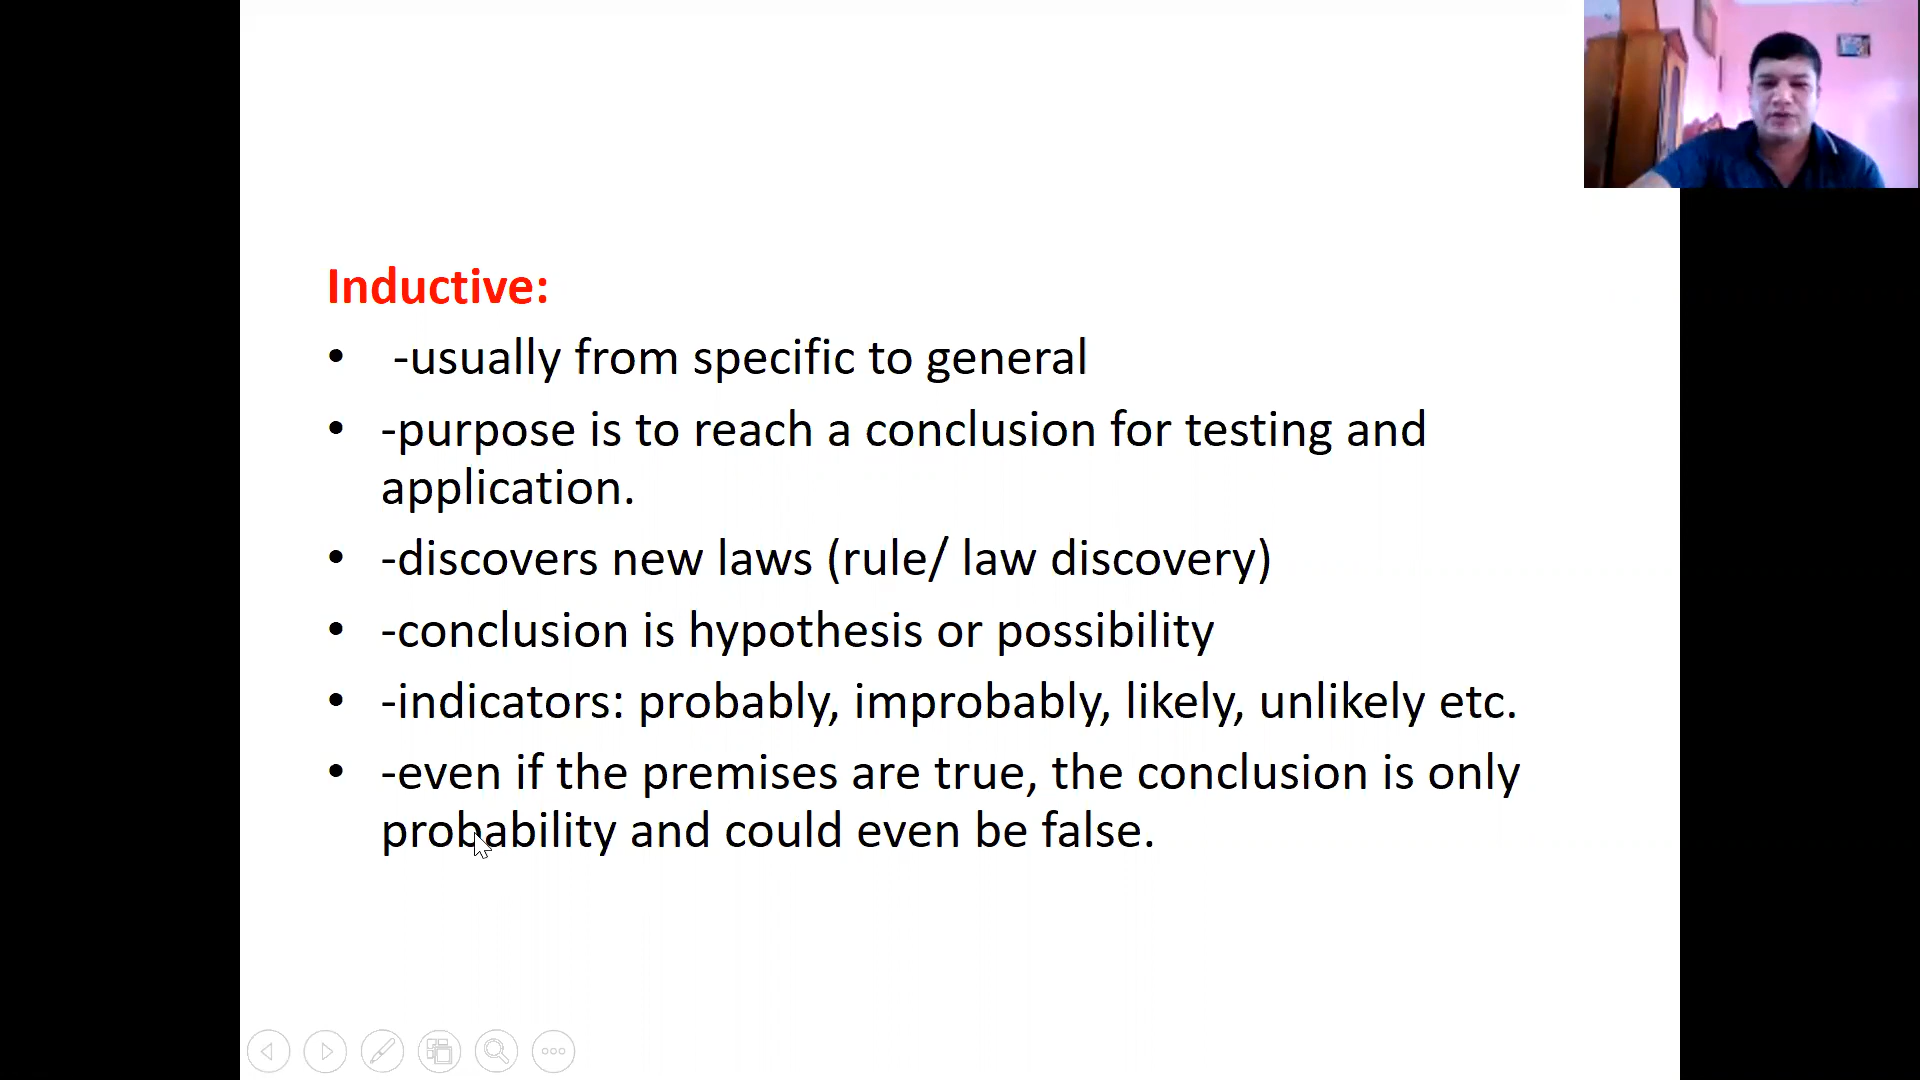 Inductive:
• -usually from specific to general
• -purpose is to reach a conclusion for testing and
application.
• -discovers new laws (rule/ law discovery)
• -conclusion is hypothesis or possibility
• -indicators: probably, improbably, likely, unlikely etc.
• -even if the premises are true, the conclusion is only
probability and could even be false.